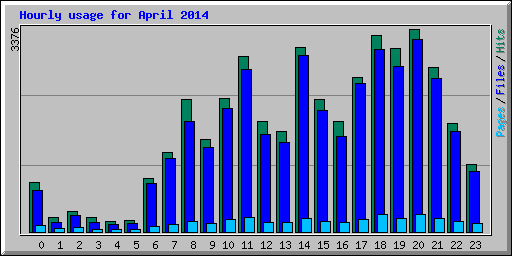 Hourly usage for April 2014
3376
Pages / Files / Hits
0 1 2 3 4 5 6 7 8 9 10 11 12 13 14 15 16 17 18 19 20 21 22 23